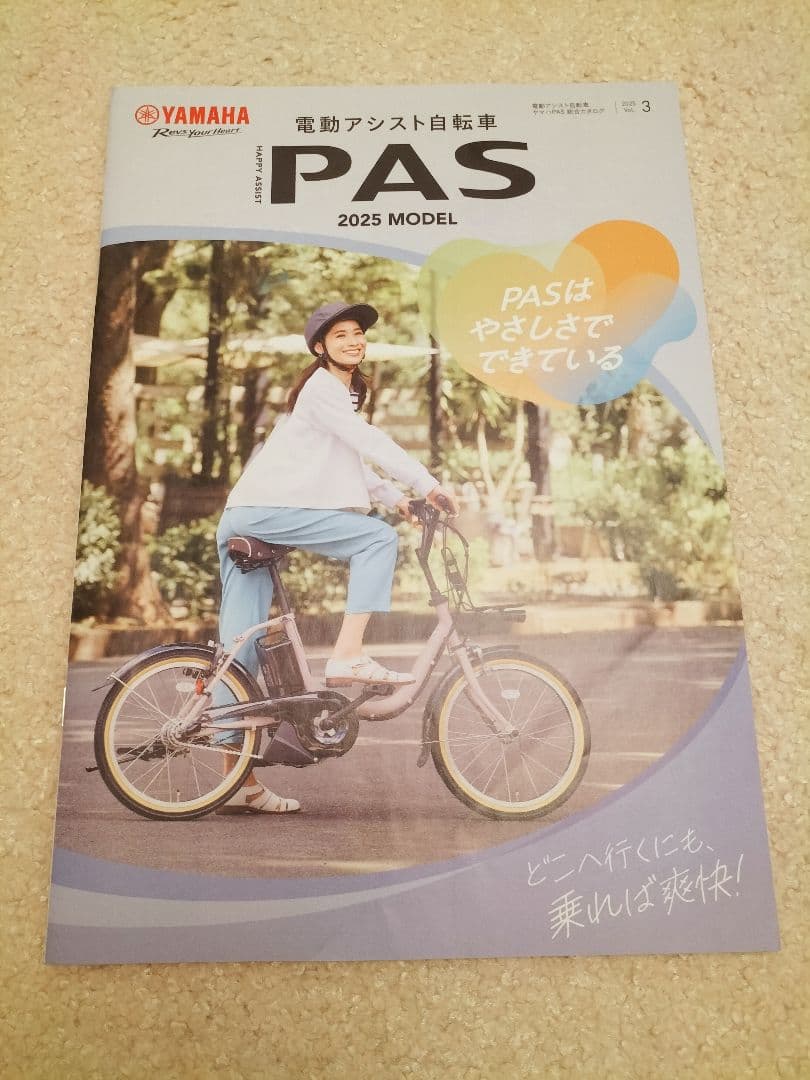 YAMAHA
Revs Your Heart
電動アシスト自転車
HAPPY ASSIST
PAS
2025 MODEL
電動アシスト自転車
ヤマハPAS 総合カタログ
2025
Vol. 3
PASは
やさしさで
できている
どこへ行くにも、
乗れば爽快!